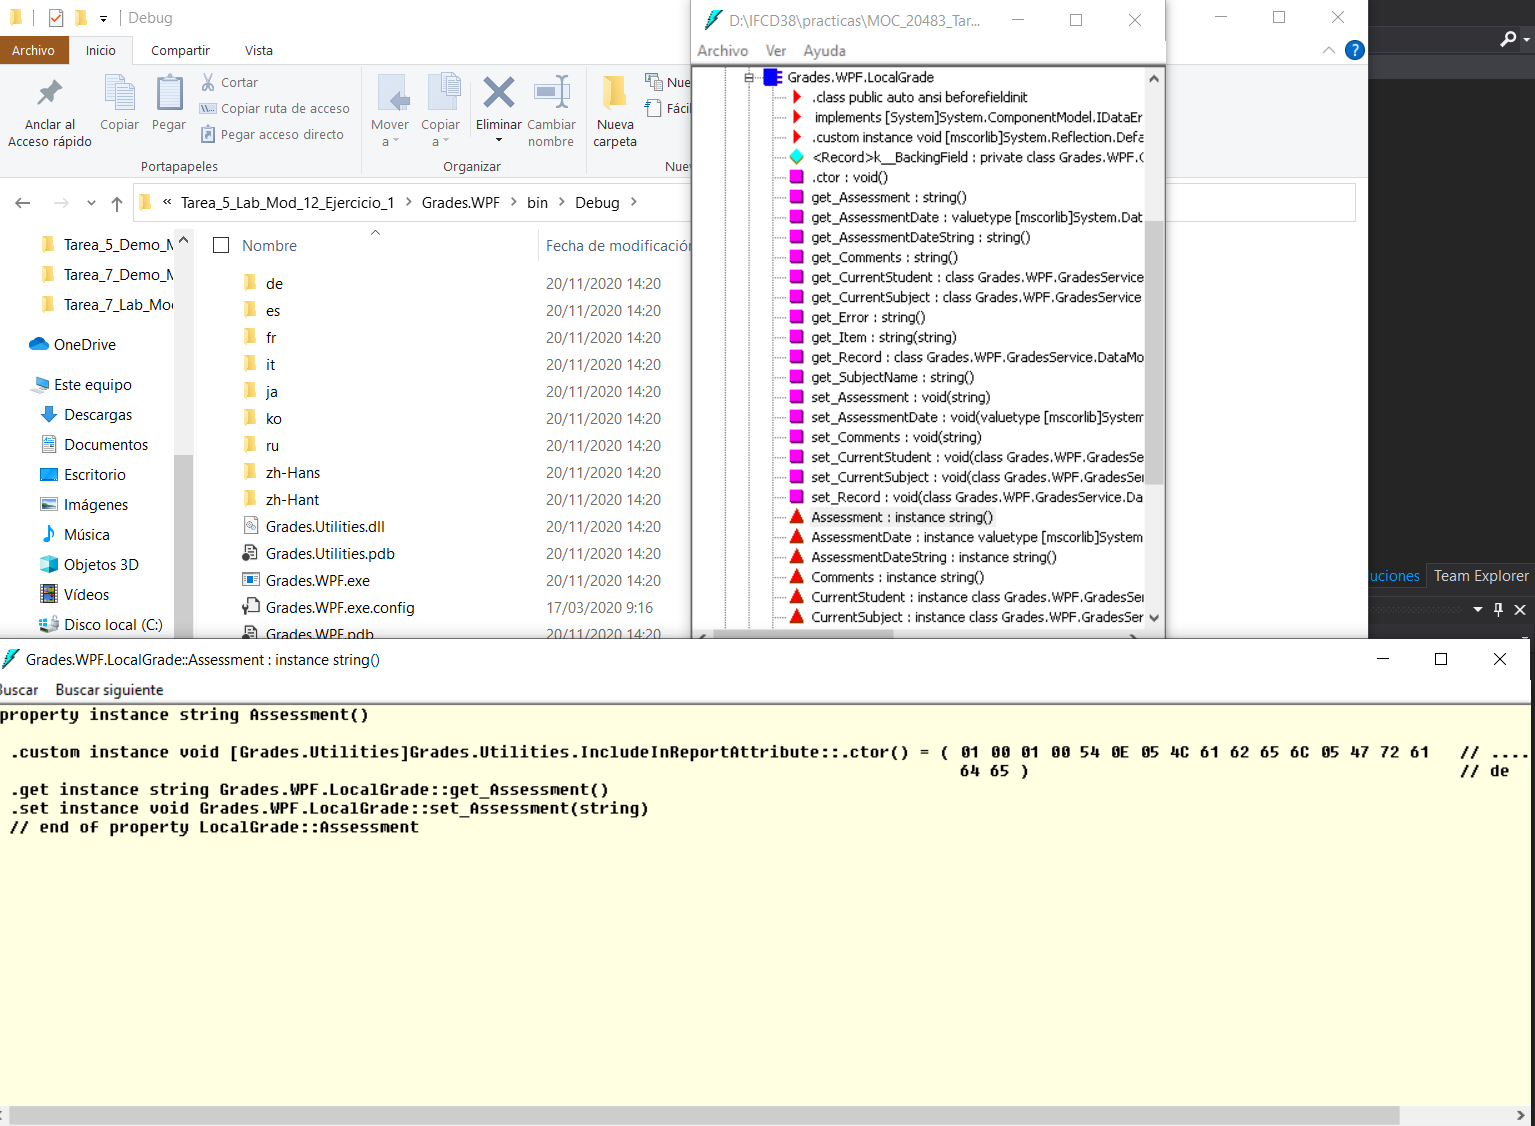 Debug
Archivo
Inicio
Compartir
Vista
Anclar al
Acceso rápido
Copiar
Pegar
Cortar
Copiar ruta de acceso
Pegar acceso directo
Portapapeles
Mover
a
Copiar
a
Eliminar
Cambiar
nombre
Organizar
Nueva
carpeta
« Tarea_5_Lab_Mod_12_Ejercicio_1 > Grades.WPF > bin > Debug >
Tarea_5_Demo_M
Tarea_7_Demo_M
Tarea_7_Lab_Mo
OneDrive
Este equipo
Descargas
Documentos
Escritorio
Imágenes
Música
Objetos 3D
Vídeos
Disco local (C:)
Nombre Fecha de modificación
de 20/11/2020 14:20
es 20/11/2020 14:20
fr 20/11/2020 14:20
it 20/11/2020 14:20
ja 20/11/2020 14:20
ko 20/11/2020 14:20
ru 20/11/2020 14:20
zh-Hans 20/11/2020 14:20
zh-Hant 20/11/2020 14:20
Grades.Utilities.dll 20/11/2020 14:20
Grades.Utilities.pdb 20/11/2020 14:20
Grades.WPF.exe 20/11/2020 14:20
Grades.WPF.exe.config 17/03/2020 9:16
Grades.WPF.pdb 20/11/2020 14:20
D:\IFCD38\practicas\MOC_20483_Tar...
Archivo Ver Ayuda
Grades.WPF.LocalGrade
.class public auto ansi beforefieldinit
implements [System]System.ComponentModel.IDataEr
.custom instance void [mscorlib]System.Reflection.Defa
<Record>k__BackingField : private class Grades.WPF.
.ctor : void()
get_Assessment : string()
get_AssessmentDate : valuetype [mscorlib]System.Dat
get_AssessmentDateString : string()
get_Comments : string()
get_CurrentStudent : class Grades.WPF.GradesService
get_CurrentSubject : class Grades.WPF.GradesService
get_Error : string()
get_Item : string(string)
get_Record : class Grades.WPF.GradesService.DataMo
get_SubjectName : string()
set_Assessment : void(string)
set_AssessmentDate : void(valuetype [mscorlib]System
set_Comments : void(string)
set_CurrentStudent : void(class Grades.WPF.GradesSe
set_CurrentSubject : void(class Grades.WPF.GradesSer
set_Record : void(class Grades.WPF.GradesService.Da
Assessment : instance string()
AssessmentDate : instance valuetype [mscorlib]System
AssessmentDateString : instance string()
Comments : instance string()
CurrentStudent : instance class Grades.WPF.GradesSer
CurrentSubject : instance class Grades.WPF.GradesSer
uciones Team Explorer
Grades.WPF.LocalGrade::Assessment : instance string()
Buscar Buscar siguiente
property instance string Assessment()
.custom instance void [Grades.Utilities]Grades.Utilities.IncludeInReportAttribute::.ctor() = ( 01 00 01 00 54 0E 05 4C 61 62 65 6C 05 47 72 61 // ....
64 65 ) // de
.get instance string Grades.WPF.LocalGrade::get_Assessment()
.set instance void Grades.WPF.LocalGrade::set_Assessment(string)
// end of property LocalGrade::Assessment